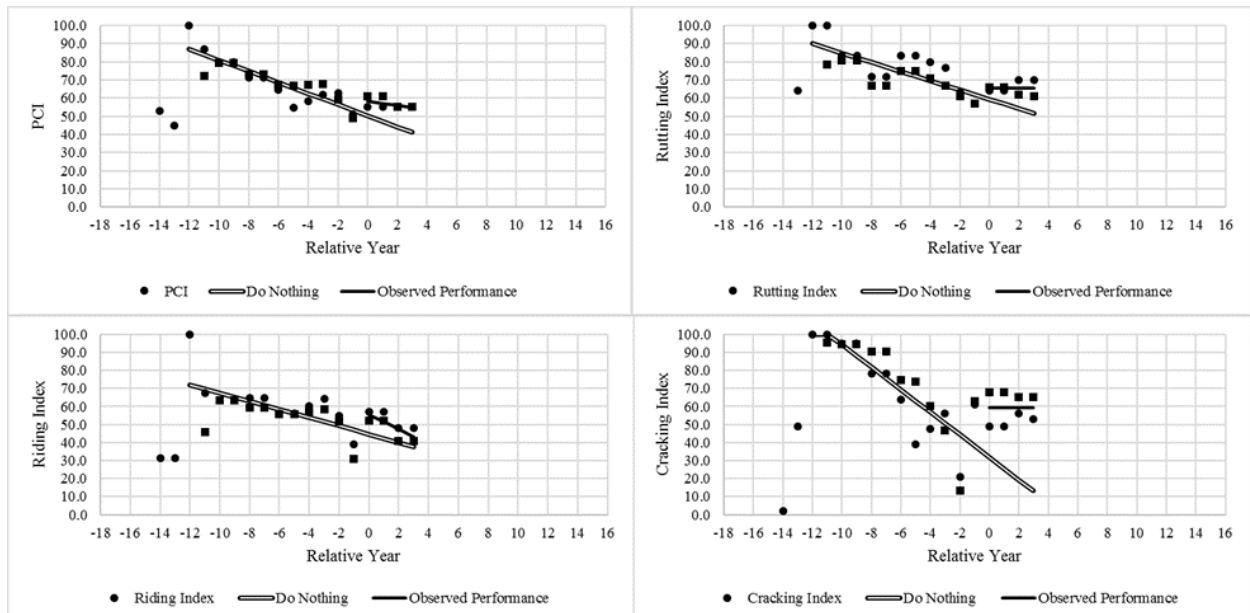 PCI
100.0
90.0
80.0
70.0
60.0
50.0
40.0
30.0
20.0
10.0
0.0
-18 -16 -14 -12 -10 -8 -6 -4 -2 0 2 4 6 8 10 12 14 16
Relative Year
PCI Do Nothing Observed Performance
Rutting Index
100.0
90.0
80.0
70.0
60.0
50.0
40.0
30.0
20.0
10.0
0.0
-18 -16 -14 -12 -10 -8 -6 -4 -2 0 2 4 6 8 10 12 14 16
Relative Year
Rutting Index Do Nothing Observed Performance
Riding Index
100.0
90.0
80.0
70.0
60.0
50.0
40.0
30.0
20.0
10.0
0.0
-18 -16 -14 -12 -10 -8 -6 -4 -2 0 2 4 6 8 10 12 14 16
Relative Year
Riding Index Do Nothing Observed Performance
Cracking Index
100.0
90.0
80.0
70.0
60.0
50.0
40.0
30.0
20.0
10.0
0.0
-18 -16 -14 -12 -10 -8 -6 -4 -2 0 2 4 6 8 10 12 14 16
Relative Year
Cracking Index Do Nothing Observed Performance